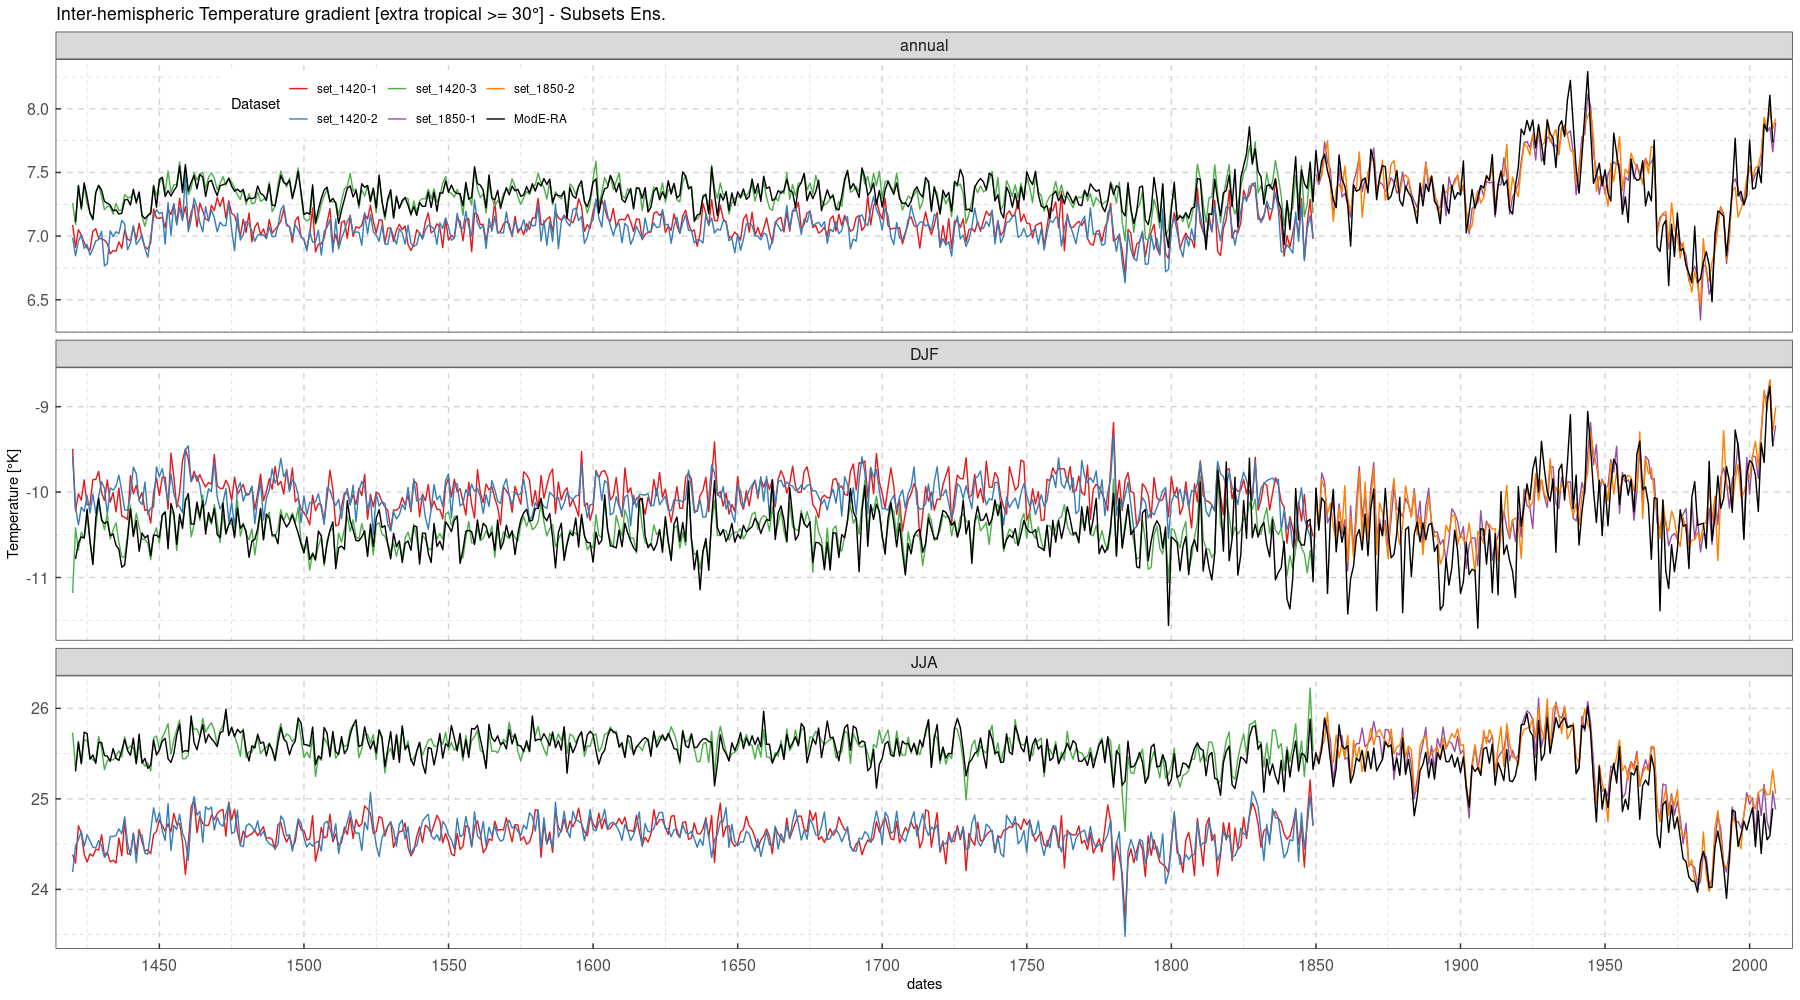 Inter-hemispheric Temperature gradient [extra tropical >= 30°] - Subsets Ens.
annual
Dataset
set_1420-1 set_1420-3 set_1850-2
set_1420-2 set_1850-1 ModE-RA
8.0
7.5
7.0
6.5
DJF
-9
-10
-11
Temperature [°K]
JJA
26
25
24
1450 1500 1550 1600 1650 1700 1750 1800 1850 1900 1950 2000
dates